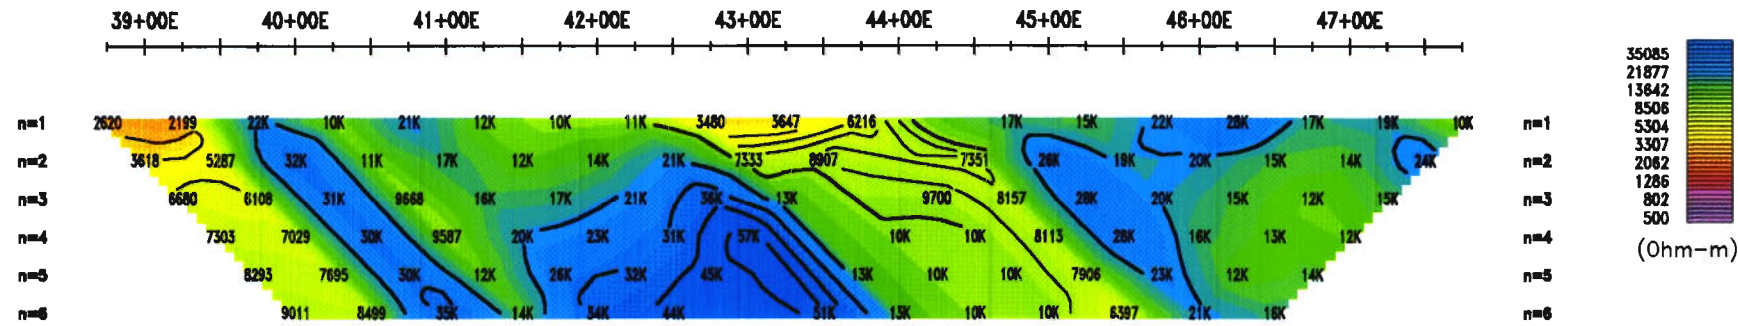 39+00E 40+00E 41+00E 42+00E 43+00E 44+00E 45+00E 46+00E 47+00E
35085
21877
13642
8506
5304
3307
2062
1286
802
500
(Ohm-m)
n=1 2620 2199 22K 10K 21K 12K 10K 11K 3480 3647 6216 17K 15K 22K 28K 17K 19K 10K n=1
n=2 3618 5287 32K 11K 17K 12K 14K 21K 7333 8907 7351 26K 19K 20K 15K 14K 24K n=2
n=3 6680 6108 31K 9668 16K 17K 21K 36K 13K 9700 8157 28K 20K 15K 12K 15K n=3
n=4 7303 7029 30K 9587 20K 23K 31K 57K 10K 10K 8113 28K 16K 13K 12K n=4
n=5 8293 7695 30K 12K 26K 32K 45K 13K 10K 10K 7906 23K 12K 14K n=5
n=6 9011 8499 35K 14K 34K 44K 51K 13K 10K 10K 8397 21K 16K n=6